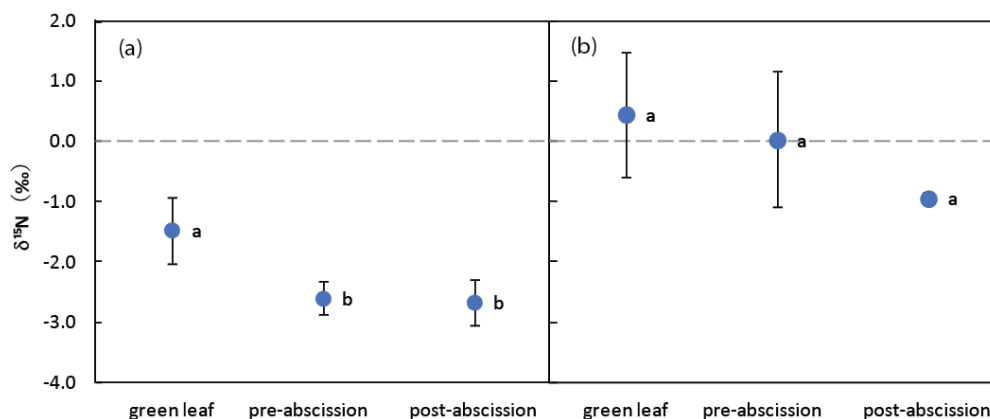 (a)
(b)
2.0
1.0
0.0
-1.0
-2.0
-3.0
-4.0
δ¹⁵N (‰)
a
b
b
a
a
a
green leaf pre-abscission post-abscission green leaf pre-abscission post-abscission